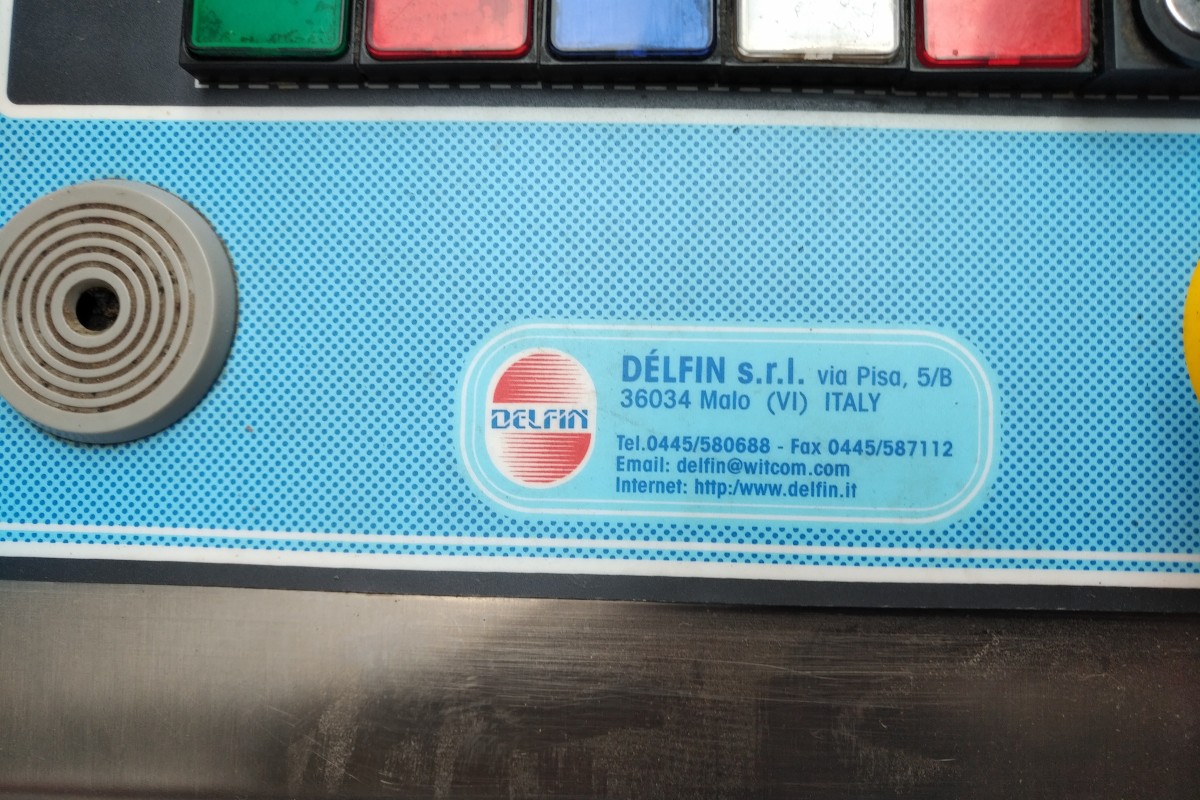 DELFIN
DÉLFIN s.r.l. via Pisa, 5/B
36034 Malo (VI) ITALY
Tel.0445/580688 - Fax 0445/587112
Email: delfin@witcom.com
Internet: http:/www.delfin.it